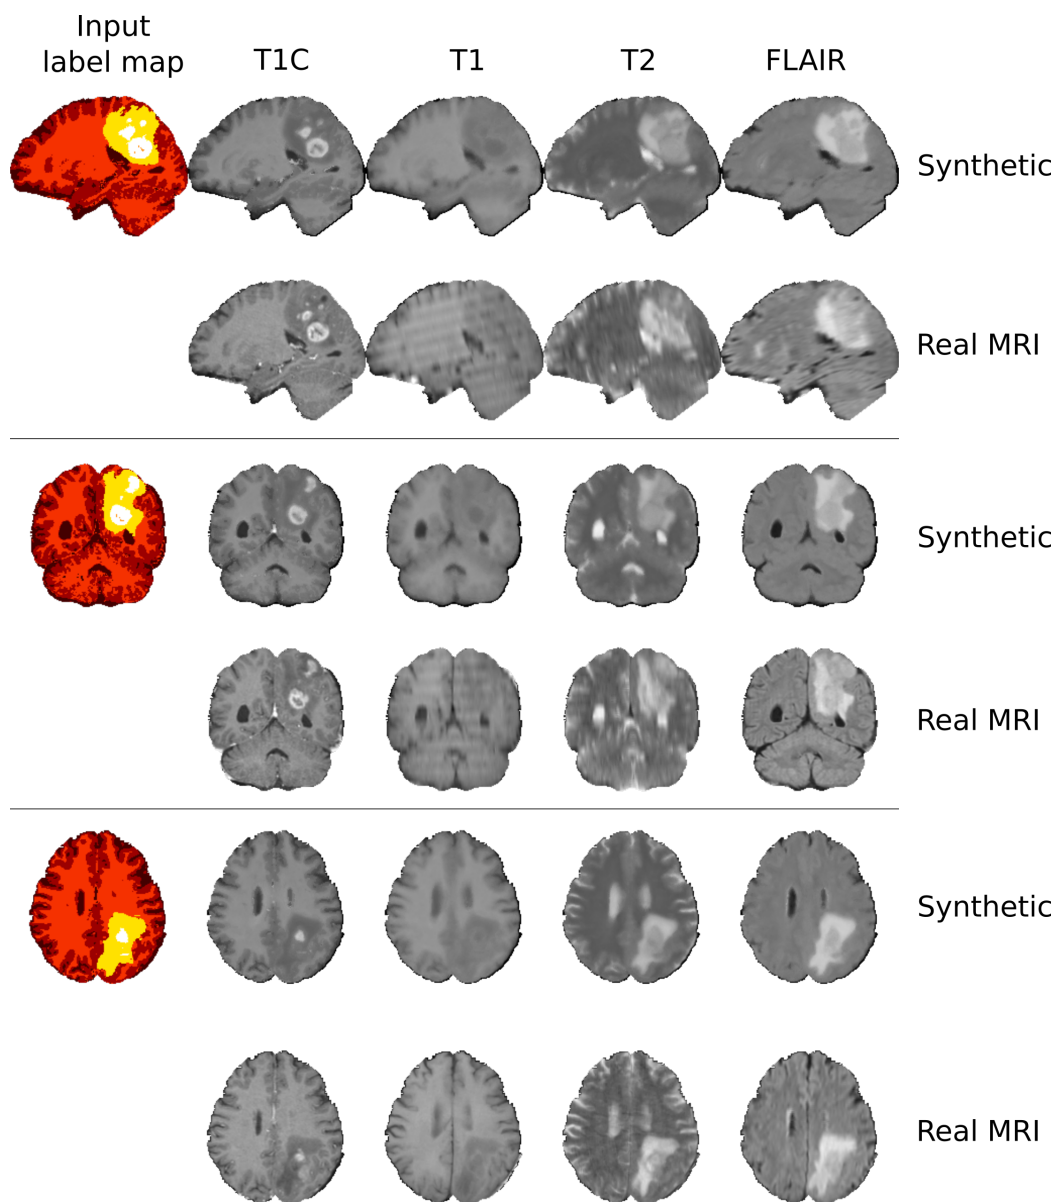 Input
label map
T1C
T1
T2
FLAIR
Synthetic
Real MRI
Synthetic
Real MRI
Synthetic
Real MRI